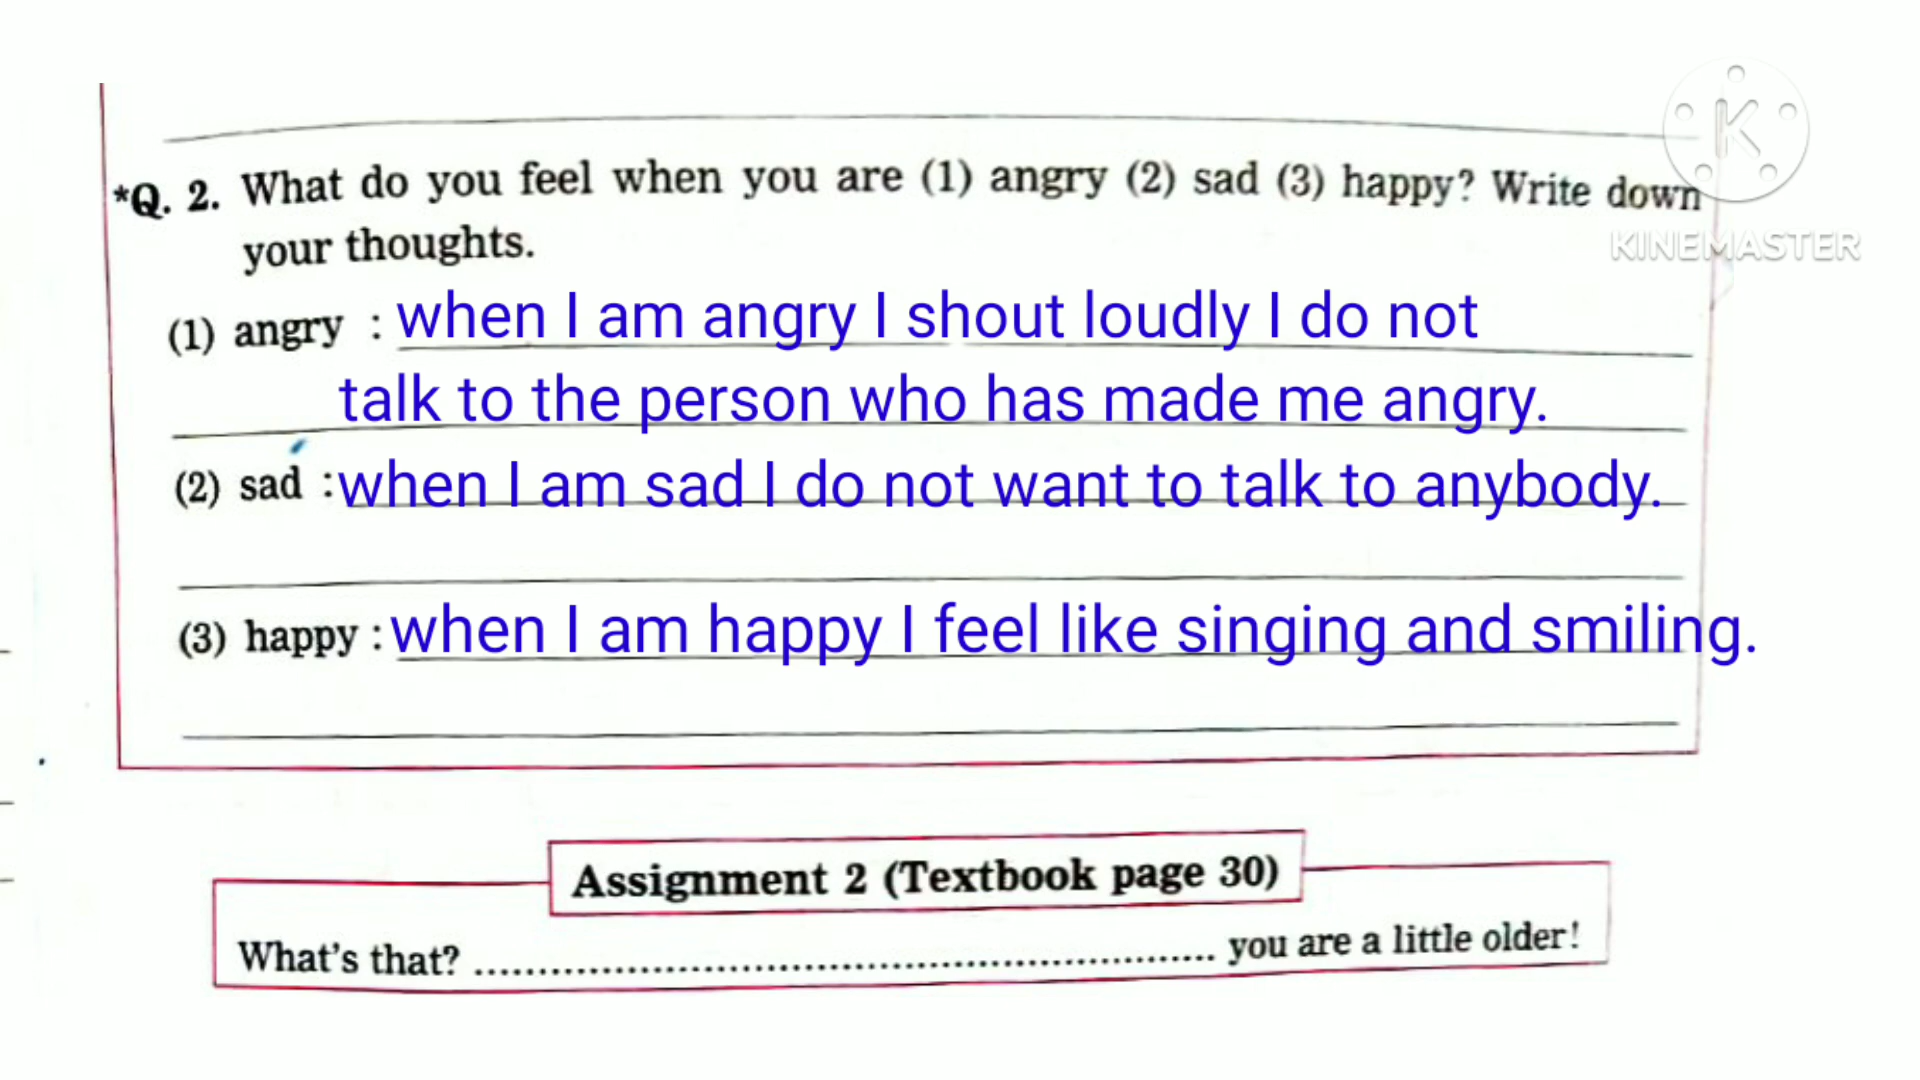 *Q. 2. What do you feel when you are (1) angry (2) sad (3) happy? Write down
your thoughts.
(1) angry : when I am angry I shout loudly I do not
talk to the person who has made me angry.
(2) sad : when I am sad I do not want to talk to anybody.
(3) happy : when I am happy I feel like singing and smiling.
Assignment 2 (Textbook page 30)
What's that? .......................................................... you are a little older!
K
KINEMASTER